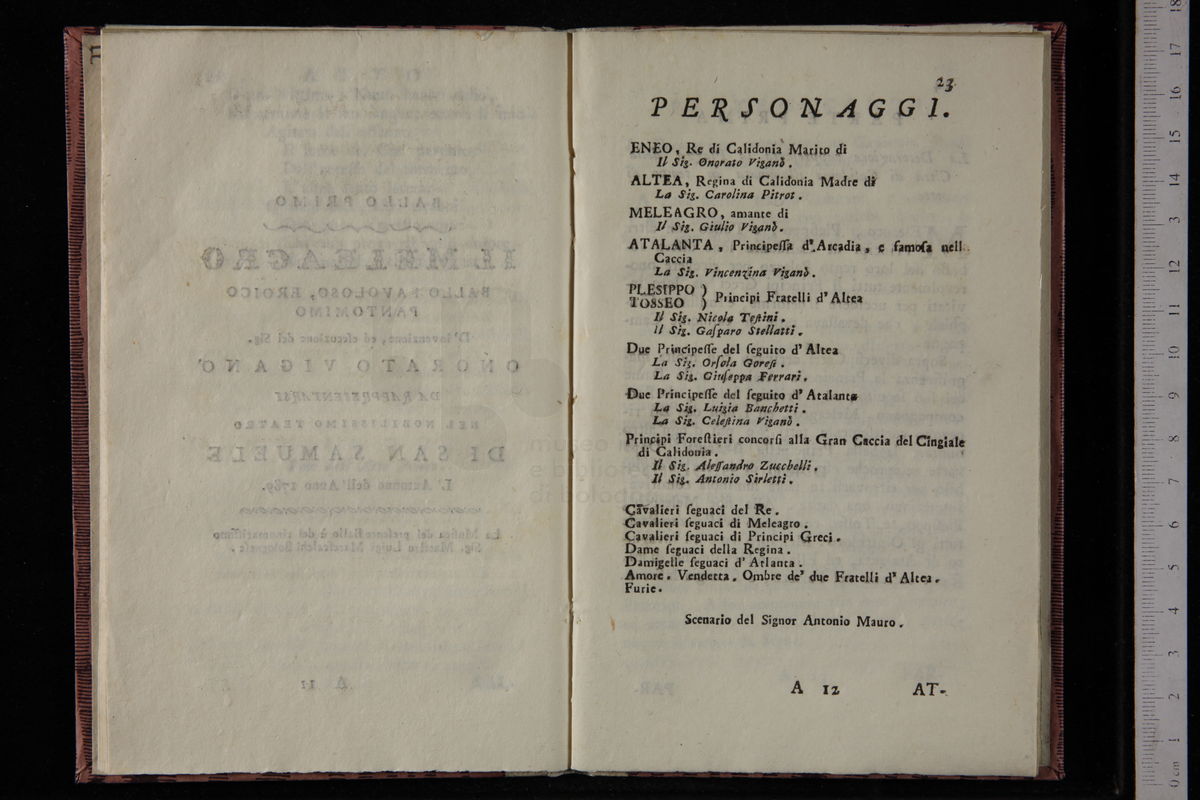 23
PERSONAGGI.
ENEO, Re di Calidonia Marito di
Il Sig. Onorato Viganò.
ALTEA, Regina di Calidonia Madre di
La Sig. Carolina Pitrot.
MELEAGRO, amante di
Il Sig. Giulio Viganò.
ATALANTA, Principeſſa d'Arcadia, e famoſa nell
Caccia
La Sig. Vincenzina Viganò.
PLESIPPO )
TOSSEO ) Principi Fratelli d'Altea
Il Sig. Nicola Teſtini.
Il Sig. Gaſparo Stellatti.
Due Principeſſe del ſeguito d'Altea
La Sig. Orſola Goreſi.
La Sig. Giuſeppa Ferrari.
Due Principeſſe del ſeguito d'Atalanta
La Sig. Luigia Banchetti.
La Sig. Celeſtina Viganò.
Principi Foreſtieri concorſi alla Gran Caccia del Cingiale
di Calidonia.
Il Sig. Aleſſandro Zucchelli.
Il Sig. Antonio Sirletti.
Cavalieri ſeguaci del Re.
Cavalieri ſeguaci di Meleagro.
Cavalieri ſeguaci di Principi Greci.
Dame ſeguaci della Regina.
Damigelle ſeguaci d'Atlanta.
Amore. Vendetta. Ombre de' due Fratelli d'Altea.
Furie.
Scenario del Signor Antonio Mauro.
A 12 AT-